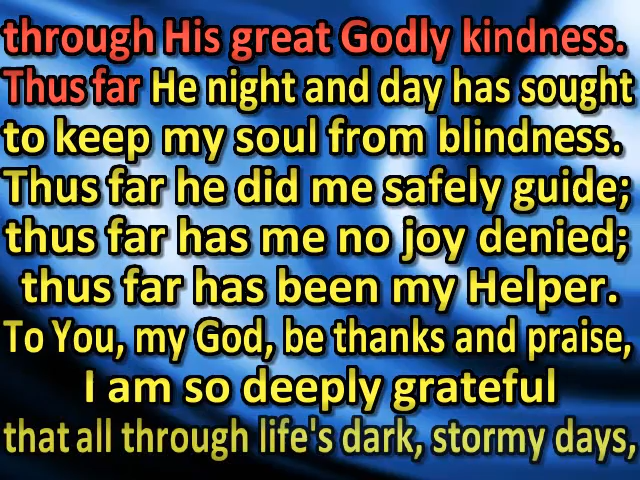 through His great Godly kindness.
Thus far He night and day has sought
to keep my soul from blindness.
Thus far he did me safely guide;
thus far has me no joy denied;
thus far has been my Helper.
To You, my God, be thanks and praise,
I am so deeply grateful
that all through life's dark, stormy days,